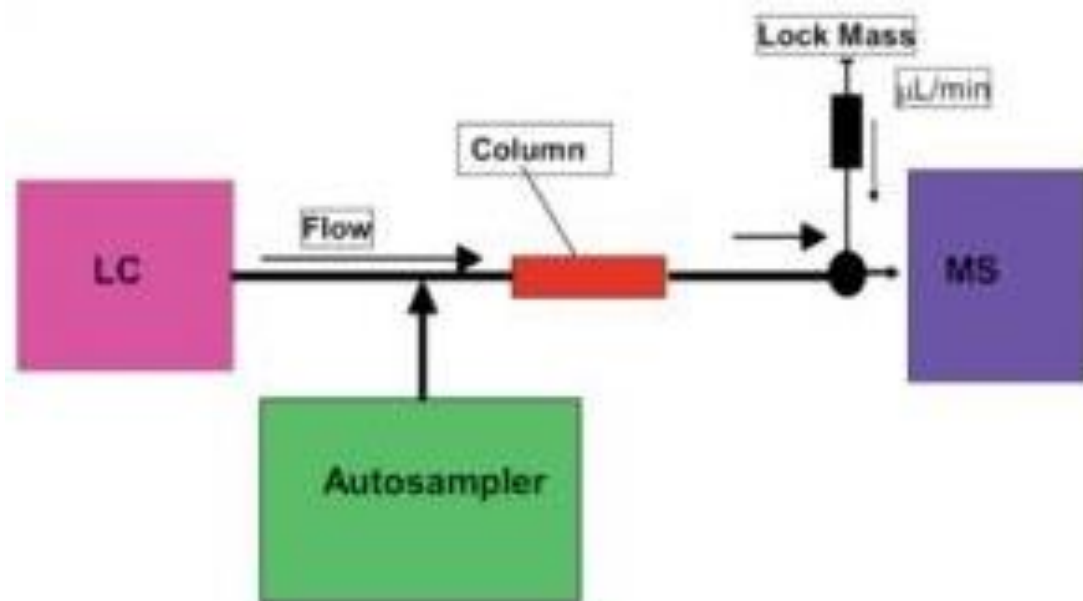 Lock Mass
μL/min
Column
Flow
LC
MS
Autosampler